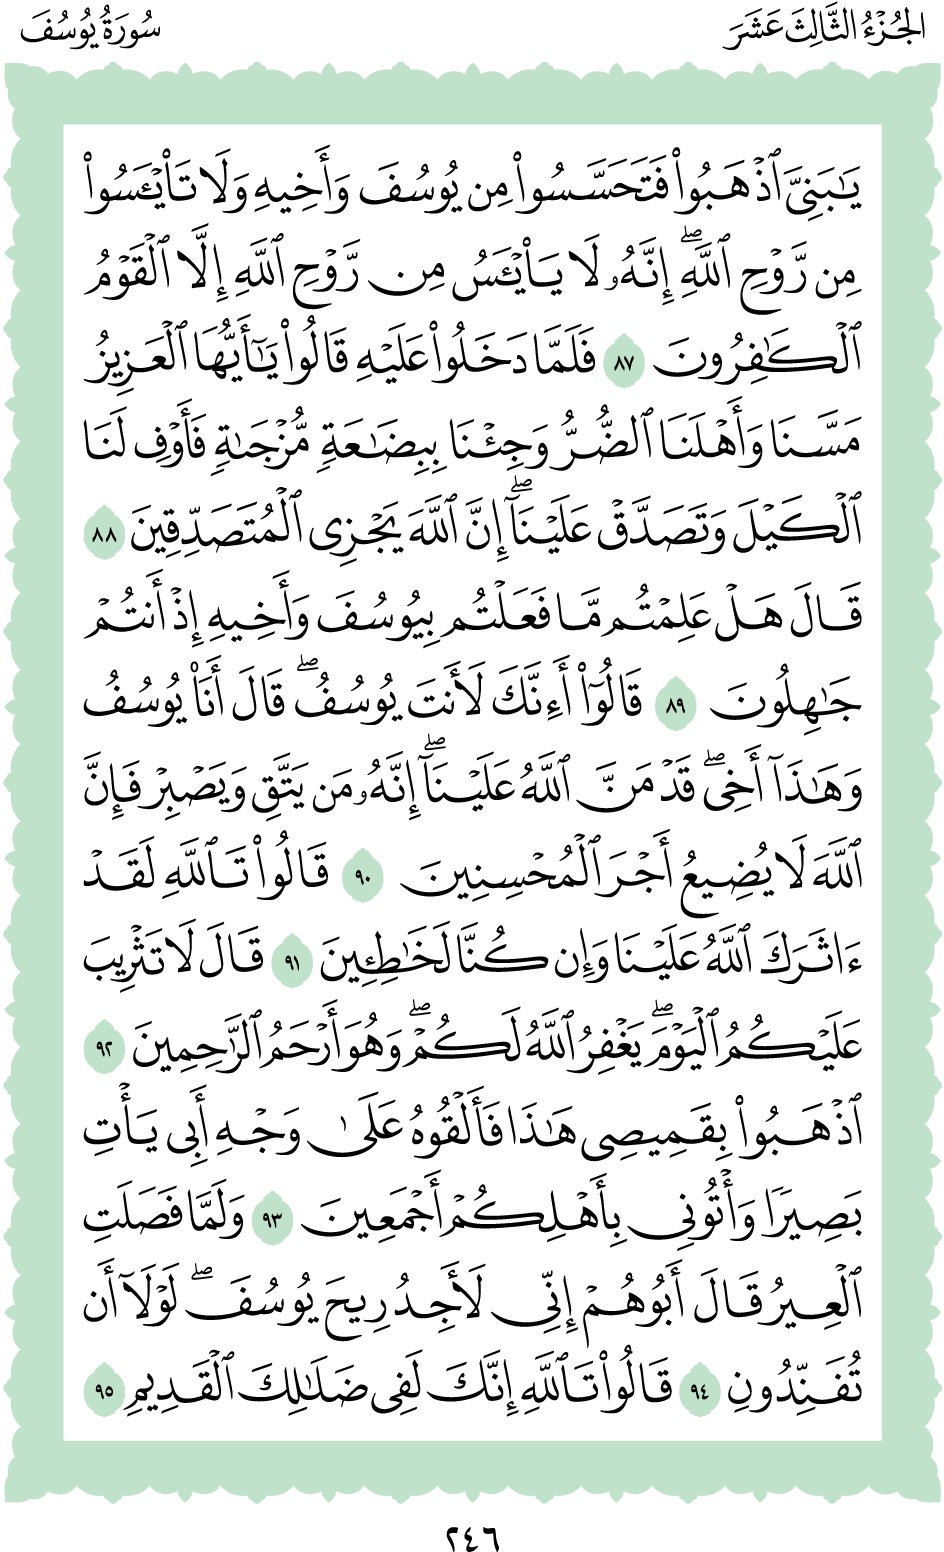 الجُزْءُ الثَّالِثَ عَشَرَ
سُورَةُ يُوسُفَ
يَٰبَنِيَّ ٱذْهَبُوا۟ فَتَحَسَّسُوا۟ مِن يُوسُفَ وَأَخِيهِ وَلَا تَا۟يْـَٔسُوا۟
مِن رَّوْحِ ٱللَّهِۖ إِنَّهُۥ لَا يَا۟يْـَٔسُ مِن رَّوْحِ ٱللَّهِ إِلَّا ٱلْقَوْمُ
ٱلْكَٰفِرُونَ ٨٧ فَلَمَّا دَخَلُوا۟ عَلَيْهِ قَالُوا۟ يَٰٓأَيُّهَا ٱلْعَزِيزُ
مَسَّنَا وَأَهْلَنَا ٱلضُّرُّ وَجِئْنَا بِبِضَٰعَةٍ مُّزْجَىٰةٍ فَأَوْفِ لَنَا
ٱلْكَيْلَ وَتَصَدَّقْ عَلَيْنَآۖ إِنَّ ٱللَّهَ يَجْزِى ٱلْمُتَصَدِّقِينَ ٨٨
قَالَ هَلْ عَلِمْتُم مَّا فَعَلْتُم بِيُوسُفَ وَأَخِيهِ إِذْ أَنتُمْ
جَٰهِلُونَ ٨٩ قَالُوٓا۟ أَءِنَّكَ لَأَنتَ يُوسُفُۖ قَالَ أَنَا۠ يُوسُفُ
وَهَٰذَآ أَخِىۖ قَدْ مَنَّ ٱللَّهُ عَلَيْنَآۖ إِنَّهُۥ مَن يَتَّقِ وَيَصْبِرْ فَإِنَّ
ٱللَّهَ لَا يُضِيعُ أَجْرَ ٱلْمُحْسِنِينَ ٩٠ قَالُوا۟ تَٱللَّهِ لَقَدْ
ءَاثَرَكَ ٱللَّهُ عَلَيْنَا وَإِن كُنَّا لَخَٰطِـِٔينَ ٩١ قَالَ لَا تَثْرِيبَ
عَلَيْكُمُ ٱلْيَوْمَۖ يَغْفِرُ ٱللَّهُ لَكُمْۖ وَهُوَ أَرْحَمُ ٱلرَّٰحِمِينَ ٩٢
ٱذْهَبُوا۟ بِقَمِيصِى هَٰذَا فَأَلْقُوهُ عَلَىٰ وَجْهِ أَبِى يَأْتِ
بَصِيرًا وَأْتُونِى بِأَهْلِكُمْ أَجْمَعِينَ ٩٣ وَلَمَّا فَصَلَتِ
ٱلْعِيرُ قَالَ أَبُوهُمْ إِنِّى لَأَجِدُ رِيحَ يُوسُفَۖ لَوْلَآ أَن
تُفَنِّدُونِ ٩٤ قَالُوا۟ تَٱللَّهِ إِنَّكَ لَفِى ضَلَٰلِكَ ٱلْقَدِيمِ ٩٥
٢٤٦